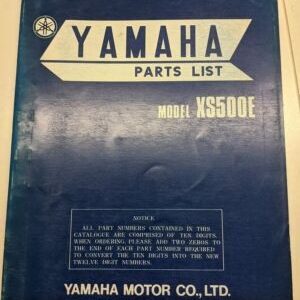 YAMAHA
PARTS LIST
MODEL XS500E
NOTICE
ALL PART NUMBERS CONTAINED IN THIS
CATALOGUE ARE COMPRISED OF TEN DIGITS.
WHEN ORDERING PLEASE ADD TWO ZEROS TO
THE END OF EACH PART NUMBER REQUIRED
TO CONVERT THE TEN DIGITS INTO THE NEW
TWELVE DIGIT NUMBERS.
YAMAHA MOTOR CO., LTD.